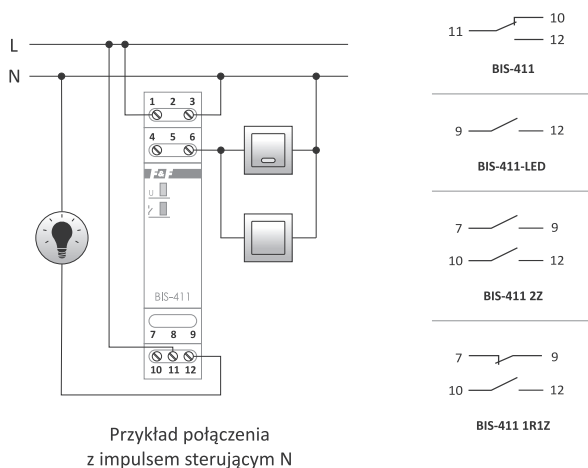 L
N
1 2 3
4 5 6
F&F
U
BIS-411
7 8 9
10 11 12
Przykład połączenia
z impulsem sterującym N
11 10
12
BIS-411
9 12
BIS-411-LED
7 9
10 12
BIS-411 2Z
7 9
10 12
BIS-411 1R1Z